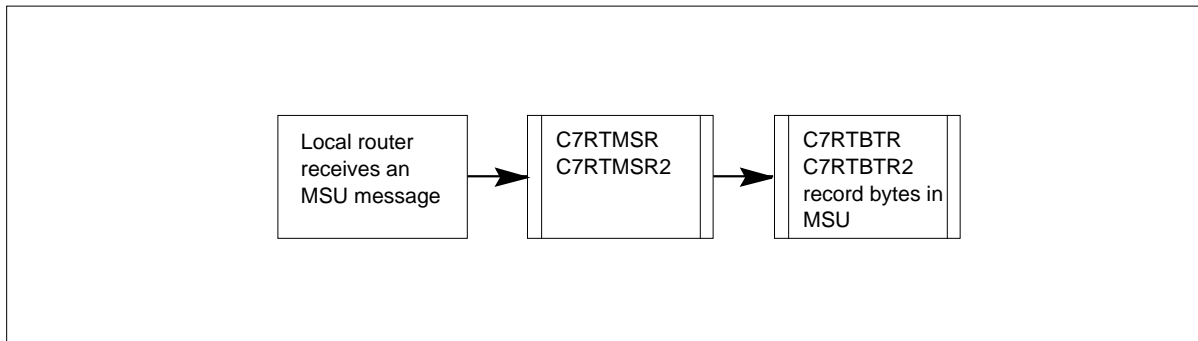 Local router
receives an
MSU message
C7RTMSR
C7RTMSR2
C7RTBTR
C7RTBTR2
record bytes in
MSU